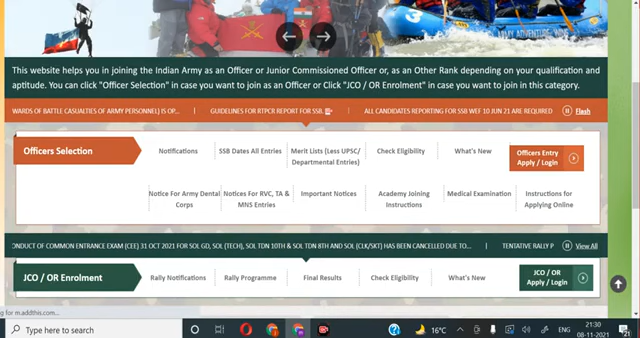 ARMY ADVENTURE WING
This website helps you in joining the Indian Army as an Officer or Junior Commissioned Officer or, as an Other Rank depending on your qualification and
aptitude. You can click "Officer Selection" in case you want to join as an Officer or Click "JCO / OR Enrolment" in case you want to join in this category.
WARDS OF BATTLE CASUALTIES OF ARMY PERSONNEL) IS OP... GUIDELINES FOR RTPCR REPORT FOR SSB. ALL CANDIDATES REPORTING FOR SSB WEF 10 JUN 21 ARE REQUIRED Flash
Officers Selection
Notifications
SSB Dates All Entries
Merit Lists (Less UPSC/
Departmental Entries)
Check Eligibility
What's New
Officers Entry
Apply / Login
Notice For Army Dental
Corps
Notices For RVC, TA &
MNS Entries
Important Notices
Academy Joining
Instructions
Medical Examination
Instructions for
Applying Online
ONDUCT OF COMMON ENTRANCE EXAM (CEE) 31 OCT 2021 FOR SOL GD, SOL (TECH), SOL TDN 10TH & SOL TDN 8TH AND SOL (CLK/SKT) HAS BEEN CANCELLED DUE TO... TENTATIVE RALLY P View All
JCO / OR Enrolment
Rally Notifications
Rally Programme
Final Results
Check Eligibility
What's New
JCO / OR
Apply / Login
g for m.addthis.com...
Type here to search
16°C
ENG
21:30
08-11-2021
21